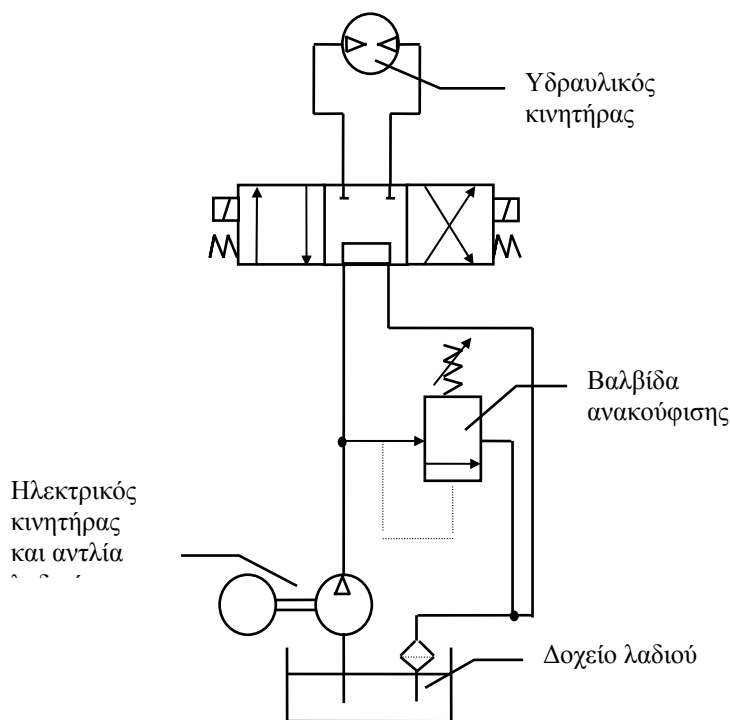 Υδραυλικός
κινητήρας
Βαλβίδα
ανακούφισης
Ηλεκτρικός
κινητήρας
και αντλία
Δοχείο λαδιού